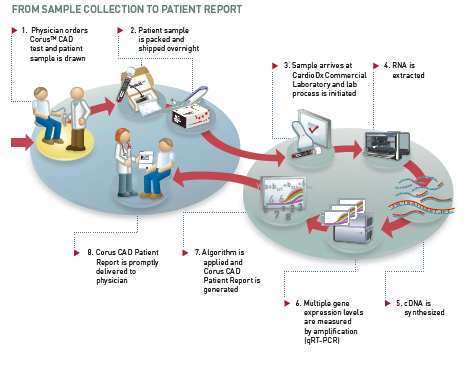 FROM SAMPLE COLLECTION TO PATIENT REPORT
1. Physician orders
Corus™ CAD
test and patient
sample is drawn
2. Patient sample
is packed and
shipped overnight
3. Sample arrives at
CardioDx Commercial
Laboratory and lab
process is initiated
4. RNA is
extracted
8. Corus CAD Patient
Report is promptly
delivered to
physician
7. Algorithm is
applied and
Corus CAD
Patient Report is
generated
6. Multiple gene
expression levels
are measured
by amplification
(qRT-PCR)
5. cDNA is
synthesized